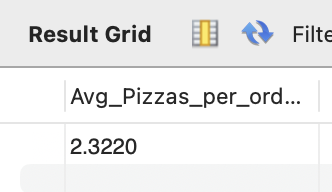 Result Grid Filte
Avg_Pizzas_per_ord...
2.3220